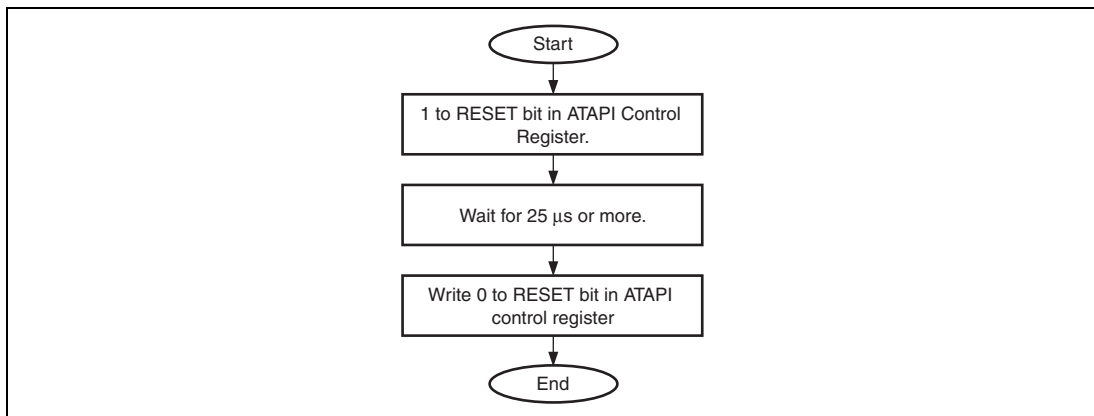 Start
1 to RESET bit in ATAPI Control
Register.
Wait for 25 μs or more.
Write 0 to RESET bit in ATAPI
control register
End